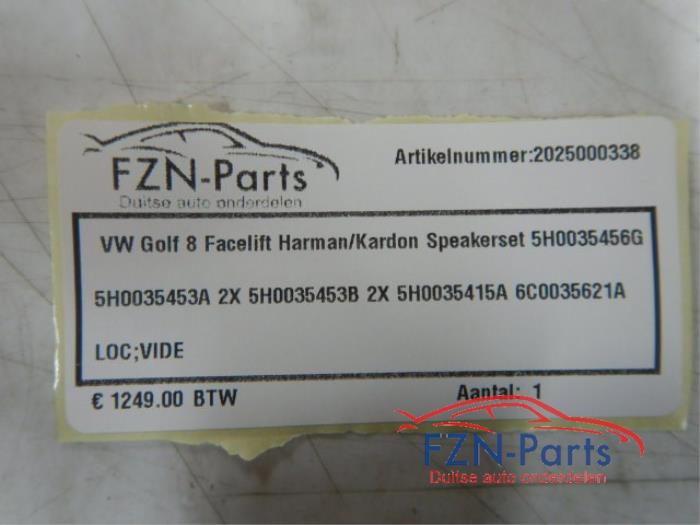 FZN-Parts
Duitse auto onderdelen
Artikelnummer:2025000338
VW Golf 8 Facelift Harman/Kardon Speakerset 5H0035456G
5H0035453A 2X 5H0035453B 2X 5H0035415A 6C0035621A
LOC;VIDE
€ 1249.00 BTW
Aantal: 1
FZN-Parts
Duitse auto onderdelen